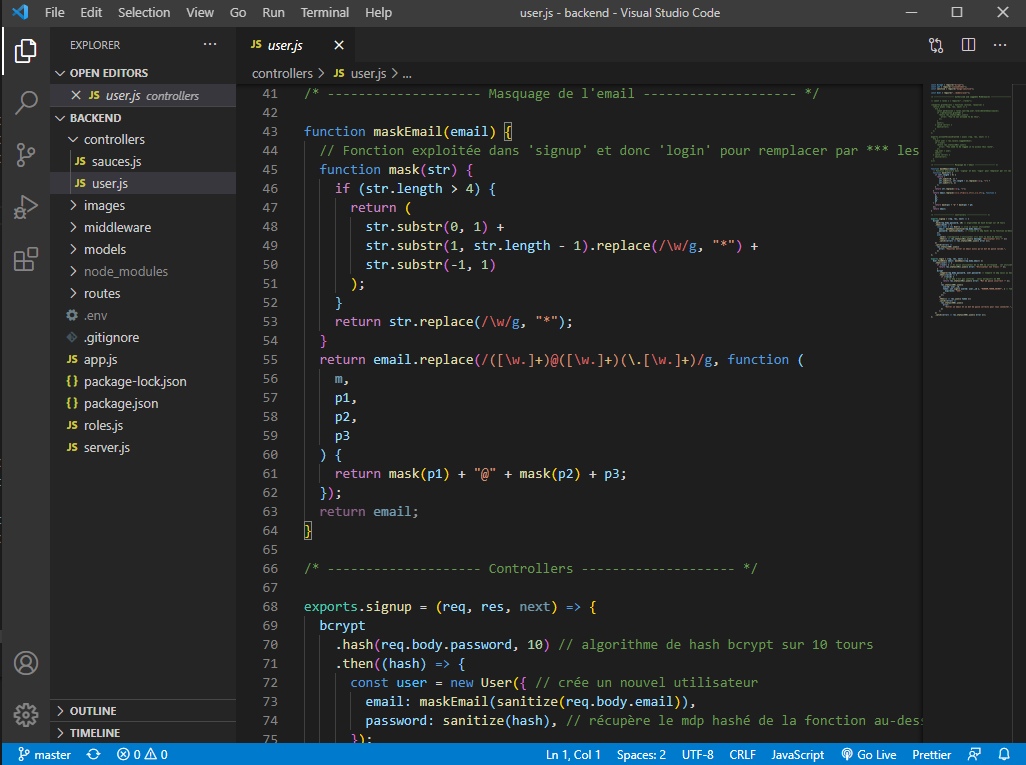 File Edit Selection View Go Run Terminal Help user.js - backend - Visual Studio Code
EXPLORER
OPEN EDITORS
JS user.js controllers
BACKEND
controllers
JS sauces.js
JS user.js
images
middleware
models
node_modules
routes
.env
.gitignore
JS app.js
{} package-lock.json
{} package.json
JS roles.js
JS server.js
OUTLINE
TIMELINE
JS user.js
controllers > JS user.js > ...
41 /* -------------------- Masquage de l'email -------------------- */
42
43 function maskEmail(email) {
44 // Fonction exploitée dans 'signup' et donc 'login' pour remplacer par *** les
45 function mask(str) {
46 if (str.length > 4) {
47 return (
48 str.substr(0, 1) +
49 str.substr(1, str.length - 1).replace(/\w/g, "*") +
50 str.substr(-1, 1)
51 );
52 }
53 return str.replace(/\w/g, "*");
54 }
55 return email.replace(/([\w.]+)@([\w.]+)(\.[\w.]+)/g, function (
56 m,
57 p1,
58 p2,
59 p3
60 ) {
61 return mask(p1) + "@" + mask(p2) + p3;
62 });
63 return email;
64 }
65
66 /* -------------------- Controllers -------------------- */
67
68 exports.signup = (req, res, next) => {
69 bcrypt
70 .hash(req.body.password, 10) // algorithme de hash bcrypt sur 10 tours
71 .then((hash) => {
72 const user = new User({ // crée un nouvel utilisateur
73 email: maskEmail(sanitize(req.body.email)),
74 password: sanitize(hash), // récupère le mdp hashé de la fonction au-des
75 });
master 0 0 Ln 1, Col 1 Spaces: 2 UTF-8 CRLF JavaScript Go Live Prettier